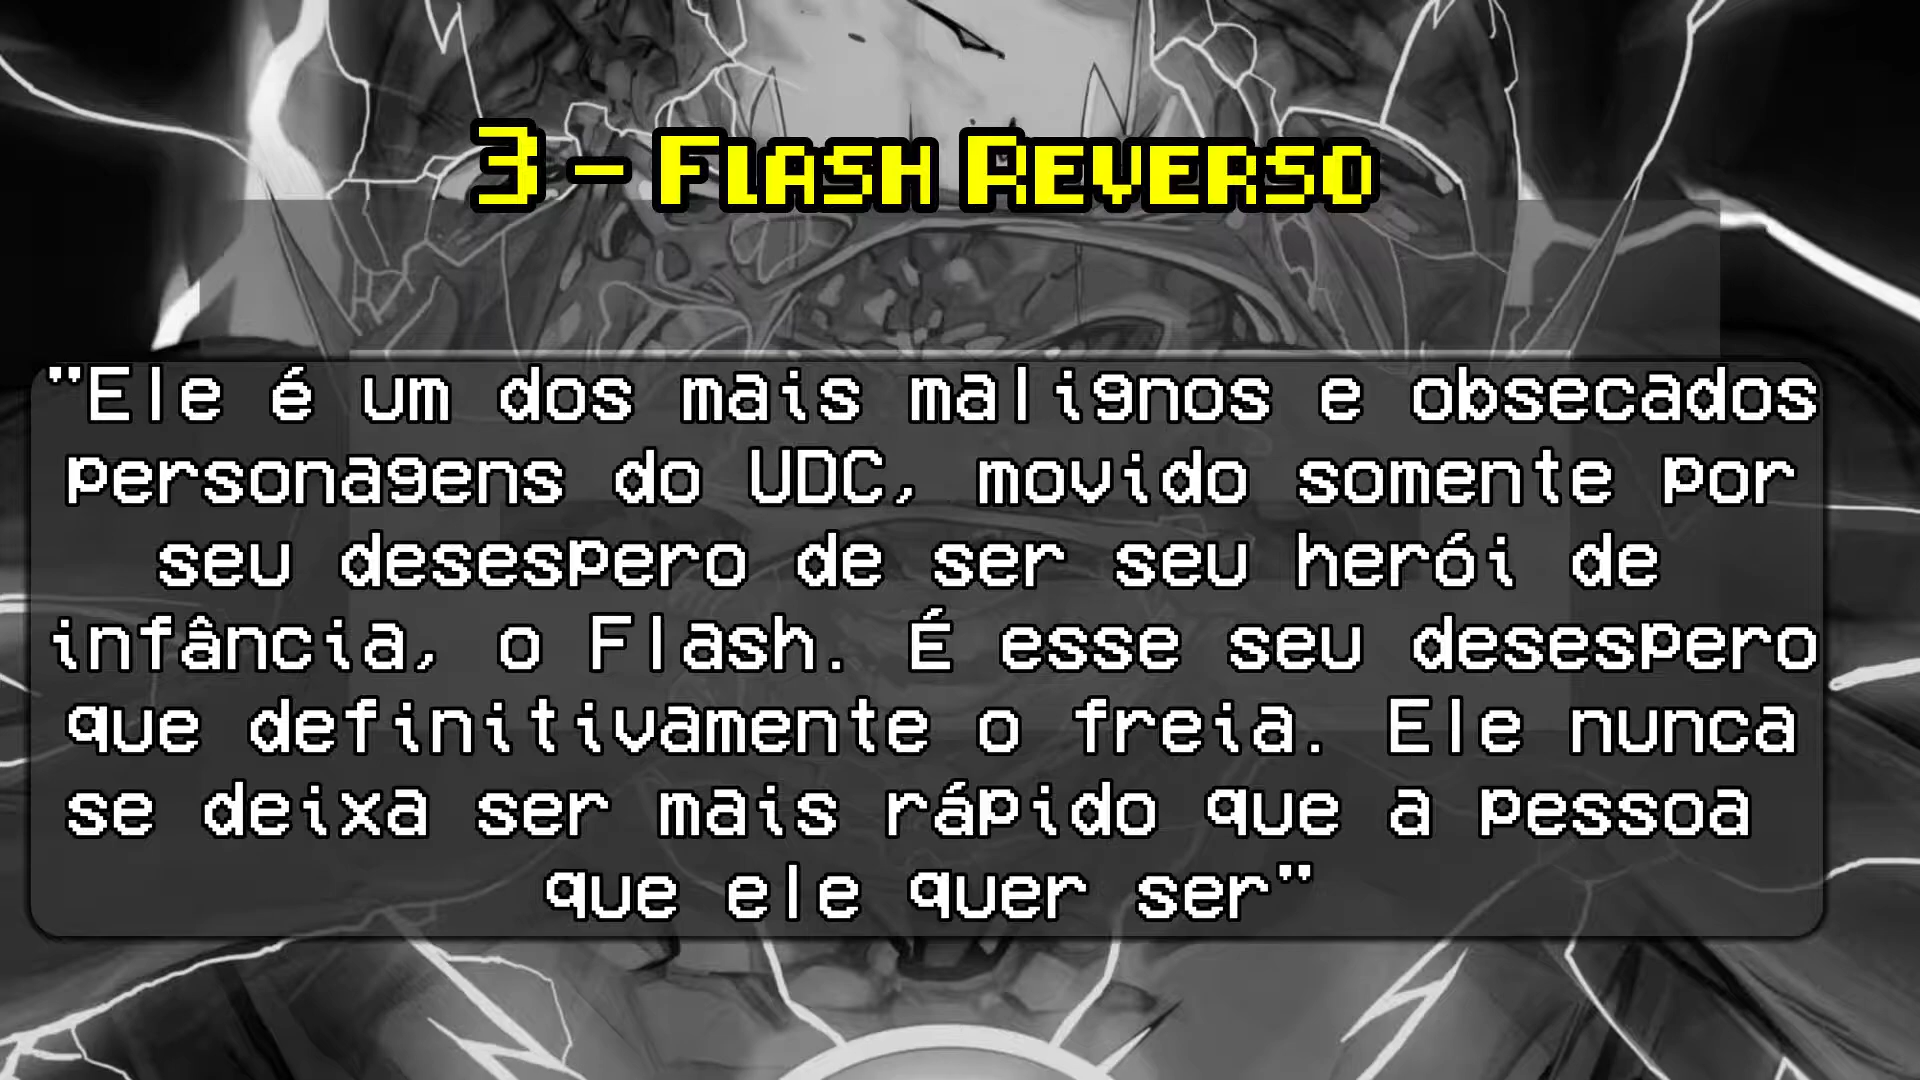 3 - Flash Reverso
"Ele é um dos mais malignos e obsecados
personagens do UDC, movido somente por
seu desespero de ser seu herói de
infância, o Flash. É esse seu desespero
que definitivamente o freia. Ele nunca
se deixa ser mais rápido que a pessoa
que ele quer ser"